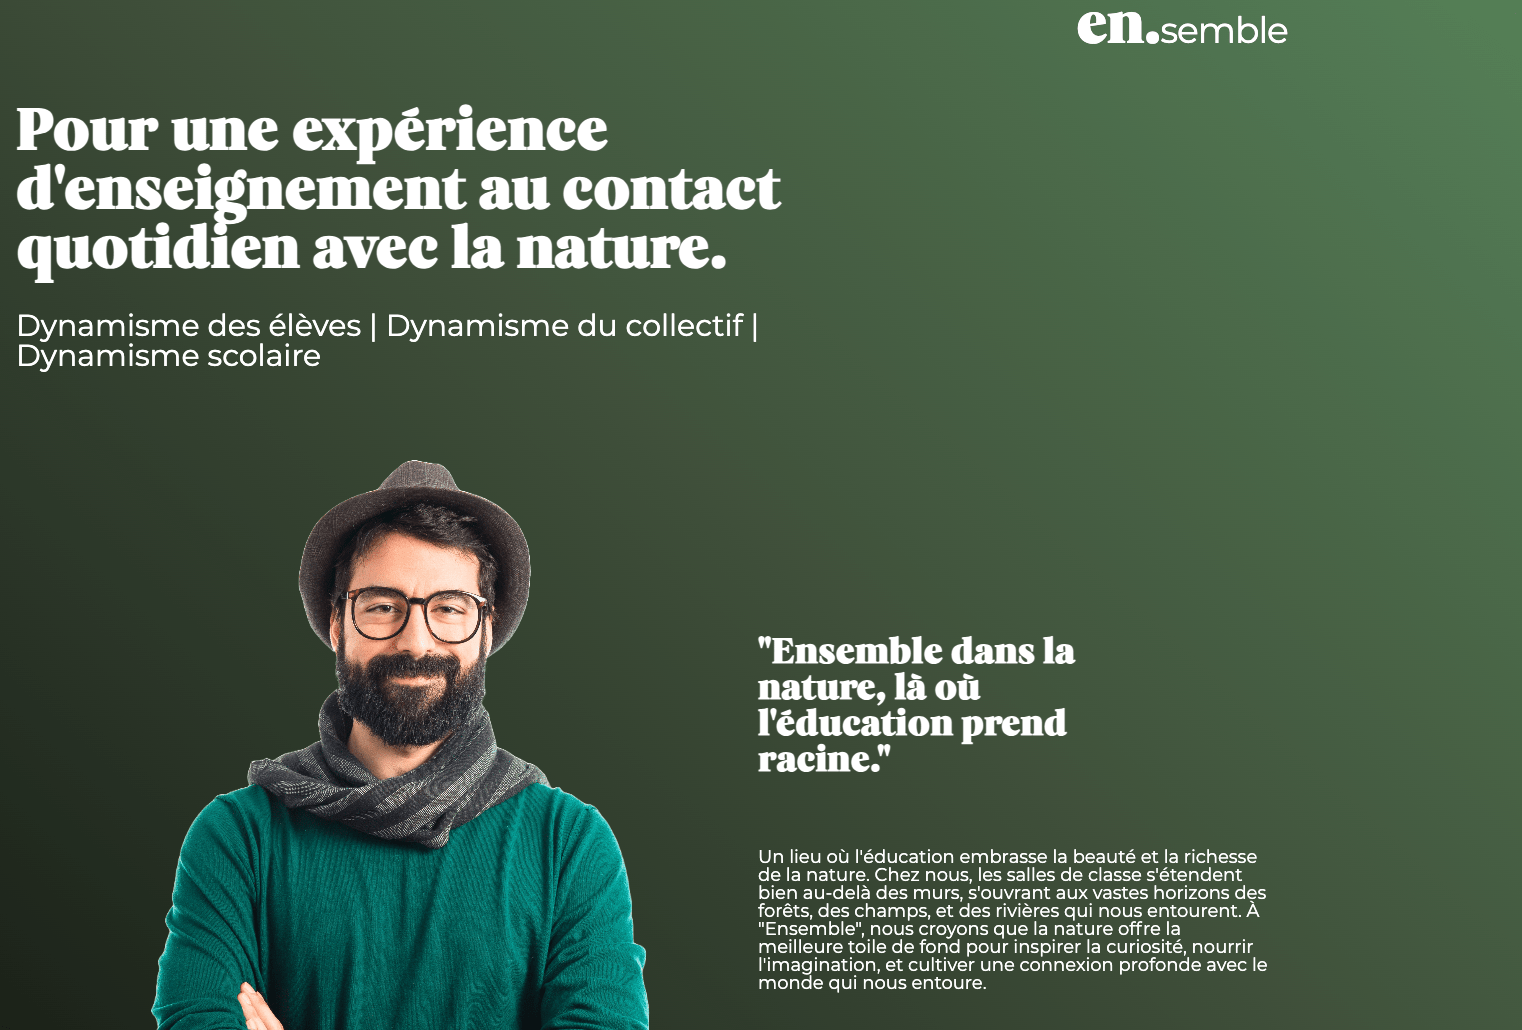 en.semble
Pour une expérience
d'enseignement au contact
quotidien avec la nature.
Dynamisme des élèves | Dynamisme du collectif |
Dynamisme scolaire
"Ensemble dans la
nature, là où
l'éducation prend
racine."
Un lieu où l'éducation embrasse la beauté et la richesse
de la nature. Chez nous, les salles de classe s'étendent
bien au-delà des murs, s'ouvrant aux vastes horizons des
forêts, des champs, et des rivières qui nous entourent. À
"Ensemble", nous croyons que la nature offre la
meilleure toile de fond pour inspirer la curiosité, nourrir
l'imagination, et cultiver une connexion profonde avec le
monde qui nous entoure.